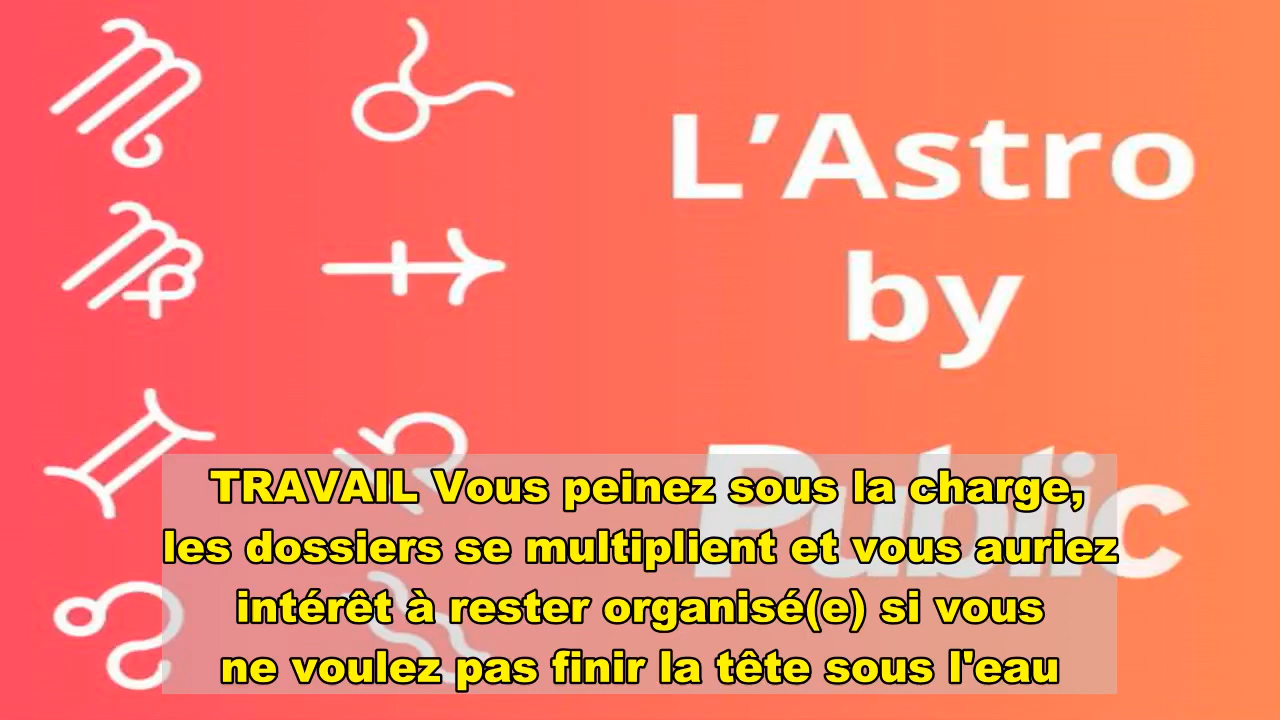 L'Astro
by
Public
TRAVAIL Vous peinez sous la charge,
les dossiers se multiplient et vous auriez
intérêt à rester organisé(e) si vous
ne voulez pas finir la tête sous l'eau